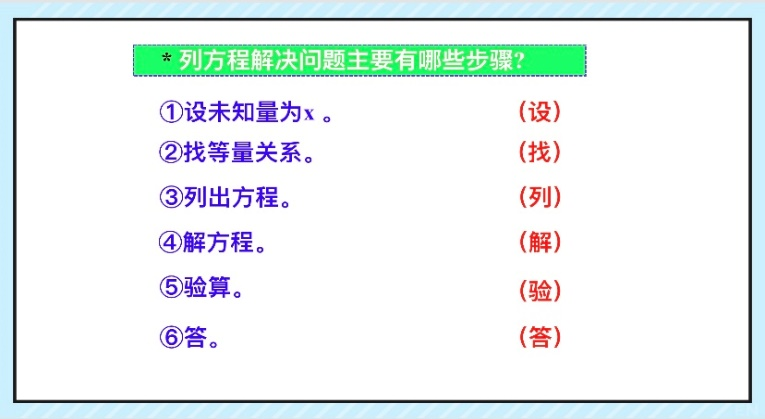 * 列方程解决问题主要有哪些步骤?
①设未知量为x 。 （设）
②找等量关系。 （找）
③列出方程。 （列）
④解方程。 （解）
⑤验算。 （验）
⑥答。 （答）